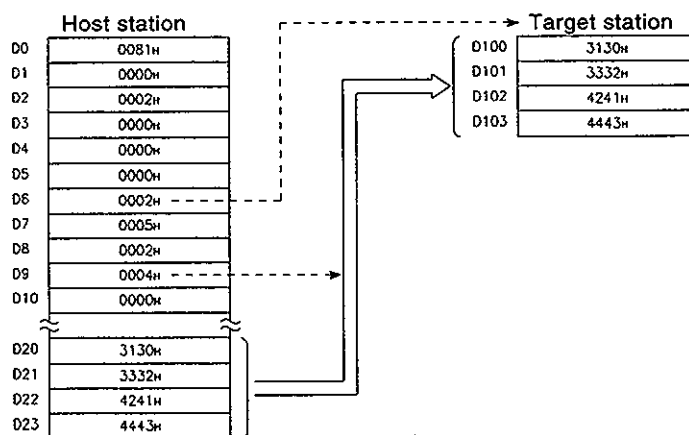 Host station
D0 0081H
D1 0000H
D2 0002H
D3 0000H
D4 0000H
D5 0000H
D6 0002H
D7 0005H
D8 0002H
D9 0004H
D10 0000H
D20 3130H
D21 3332H
D22 4241H
D23 4443H
Target station
D100 3130H
D101 3332H
D102 4241H
D103 4443H